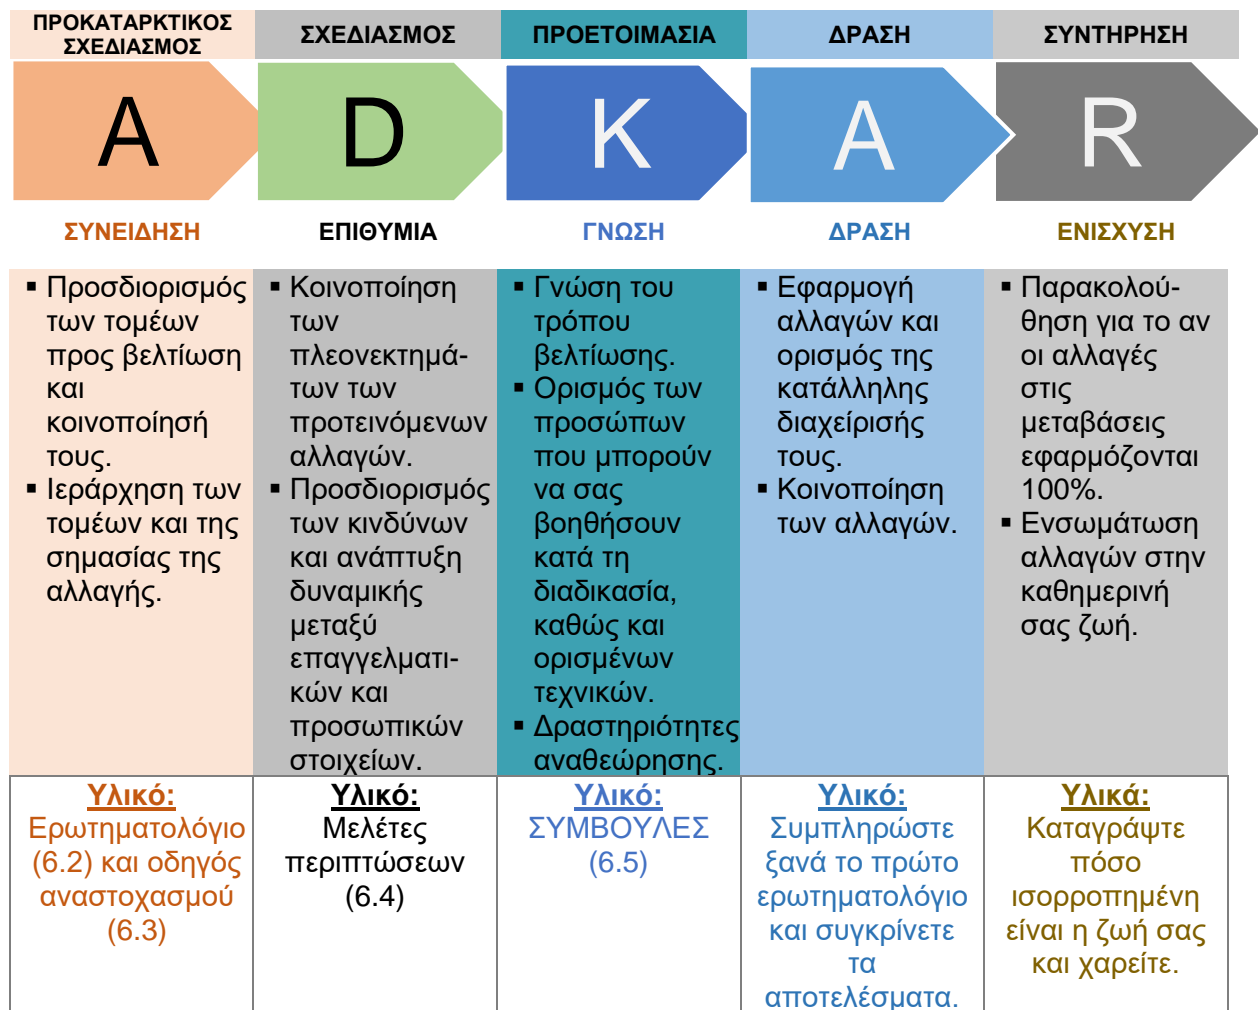 ΠΡΟΚΑΤΑΡΚΤΙΚΟΣ
ΣΧΕΔΙΑΣΜΟΣ
ΣΧΕΔΙΑΣΜΟΣ
ΠΡΟΕΤΟΙΜΑΣΙΑ
ΔΡΑΣΗ
ΣΥΝΤΗΡΗΣΗ
A
D
K
A
R
ΣΥΝΕΙΔΗΣΗ
ΕΠΙΘΥΜΙΑ
ΓΝΩΣΗ
ΔΡΑΣΗ
ΕΝΙΣΧΥΣΗ
▪ Προσδιορισμός
των τομέων
προς βελτίωση
και
κοινοποίησή
τους.
▪ Ιεράρχηση των
τομέων και της
σημασίας της
αλλαγής.
▪ Κοινοποίηση
των
πλεονεκτημά-
των των
προτεινόμενων
αλλαγών.
▪ Προσδιορισμός
των κινδύνων
και ανάπτυξη
δυναμικής
μεταξύ
επαγγελματι-
κών και
προσωπικών
στοιχείων.
▪ Γνώση του
τρόπου
βελτίωσης.
▪ Ορισμός των
προσώπων
που μπορούν
να σας
βοηθήσουν
κατά τη
διαδικασία,
καθώς και
ορισμένων
τεχνικών.
▪ Δραστηριότητες
αναθεώρησης.
▪ Εφαρμογή
αλλαγών και
ορισμός της
κατάλληλης
διαχείρισής
τους.
▪ Κοινοποίηση
των αλλαγών.
▪ Παρακολού-
θηση για το αν
οι αλλαγές
στις
μεταβάσεις
εφαρμόζονται
100%.
▪ Ενσωμάτωση
αλλαγών στην
καθημερινή
σας ζωή.
Υλικό:
Ερωτηματολόγιο
(6.2) και οδηγός
αναστοχασμού
(6.3)
Υλικό:
Μελέτες
περιπτώσεων
(6.4)
Υλικό:
ΣΥΜΒΟΥΛΕΣ
(6.5)
Υλικό:
Συμπληρώστε
ξανά το πρώτο
ερωτηματολόγιο
και συγκρίνετε
τα
αποτελέσματα.
Υλικά:
Καταγράψτε
πόσο
ισορροπημένη
είναι η ζωή σας
και χαρείτε.